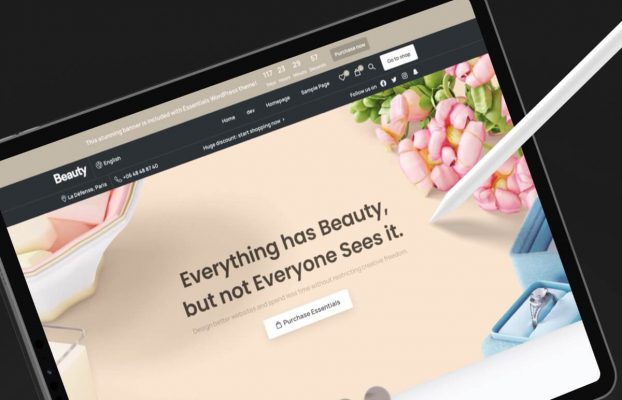 This stunning banner is included with Essentials WordPress theme!
117 23 29 57
Days Hours Minutes Seconds
Purchase now
Beauty
English
Home dev Homepage Sample Page
Go to shop
La Défense, Paris
+06 48 48 87 40
Huge discount: start shopping now
Follow us on
Everything has Beauty,
but not Everyone Sees it.
Design better websites and spend less time without restricting creative freedom.
Purchase Essentials